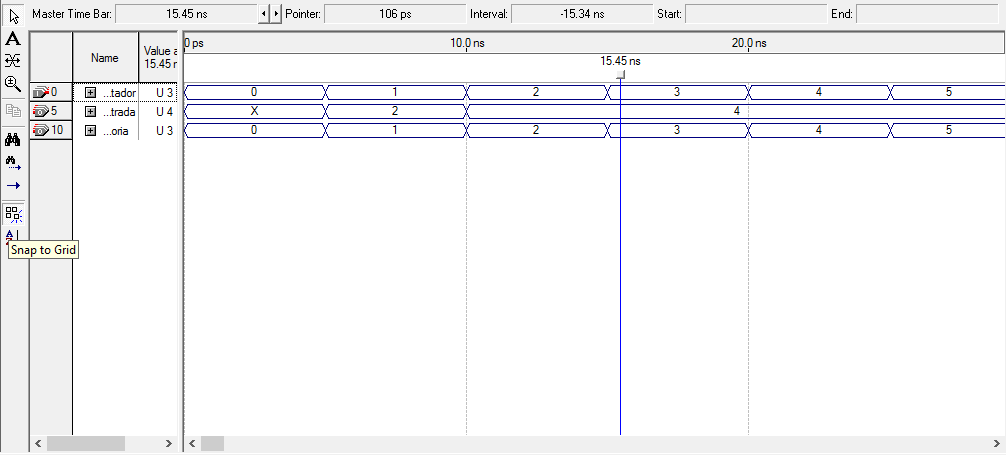 Master Time Bar: 15.45 ns Pointer: 106 ps Interval: -15.34 ns Start: End:
A
Name Value a 15.45 n
0 ps 10.0 ns 20.0 ns
15.45 ns
0 ...tador U 3 0 1 2 3 4 5
5 ...trada U 4 X 2 4
10 ...oria U 3 0 1 2 3 4 5
Snap to Grid